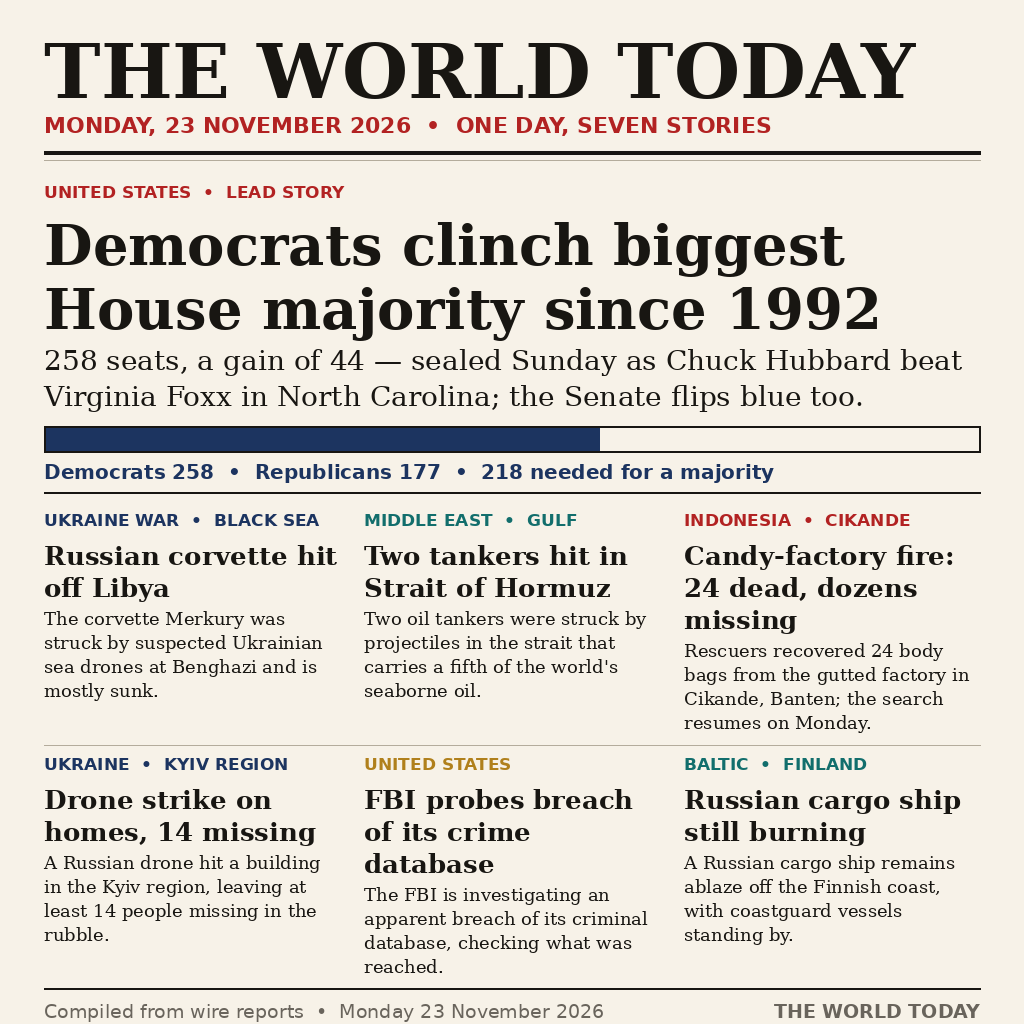 THE WORLD TODAY
MONDAY, 23 NOVEMBER 2026 • ONE DAY, SEVEN STORIES
UNITED STATES • LEAD STORY
Democrats clinch biggest
House majority since 1992
258 seats, a gain of 44 — sealed Sunday as Chuck Hubbard beat
Virginia Foxx in North Carolina; the Senate flips blue too.
Democrats 258 • Republicans 177 • 218 needed for a majority
UKRAINE WAR • BLACK SEA
Russian corvette hit
off Libya
The corvette Merkury was
struck by suspected Ukrainian
sea drones at Benghazi and is
mostly sunk.
MIDDLE EAST • GULF
Two tankers hit in
Strait of Hormuz
Two oil tankers were struck by
projectiles in the strait that
carries a fifth of the world's
seaborne oil.
INDONESIA • CIKANDE
Candy-factory fire:
24 dead, dozens
missing
Rescuers recovered 24 body
bags from the gutted factory in
Cikande, Banten; the search
resumes on Monday.
UKRAINE • KYIV REGION
Drone strike on
homes, 14 missing
A Russian drone hit a building
in the Kyiv region, leaving at
least 14 people missing in the
rubble.
UNITED STATES
FBI probes breach
of its crime
database
The FBI is investigating an
apparent breach of its criminal
database, checking what was
reached.
BALTIC • FINLAND
Russian cargo ship
still burning
A Russian cargo ship remains
ablaze off the Finnish coast,
with coastguard vessels
standing by.
Compiled from wire reports • Monday 23 November 2026
THE WORLD TODAY